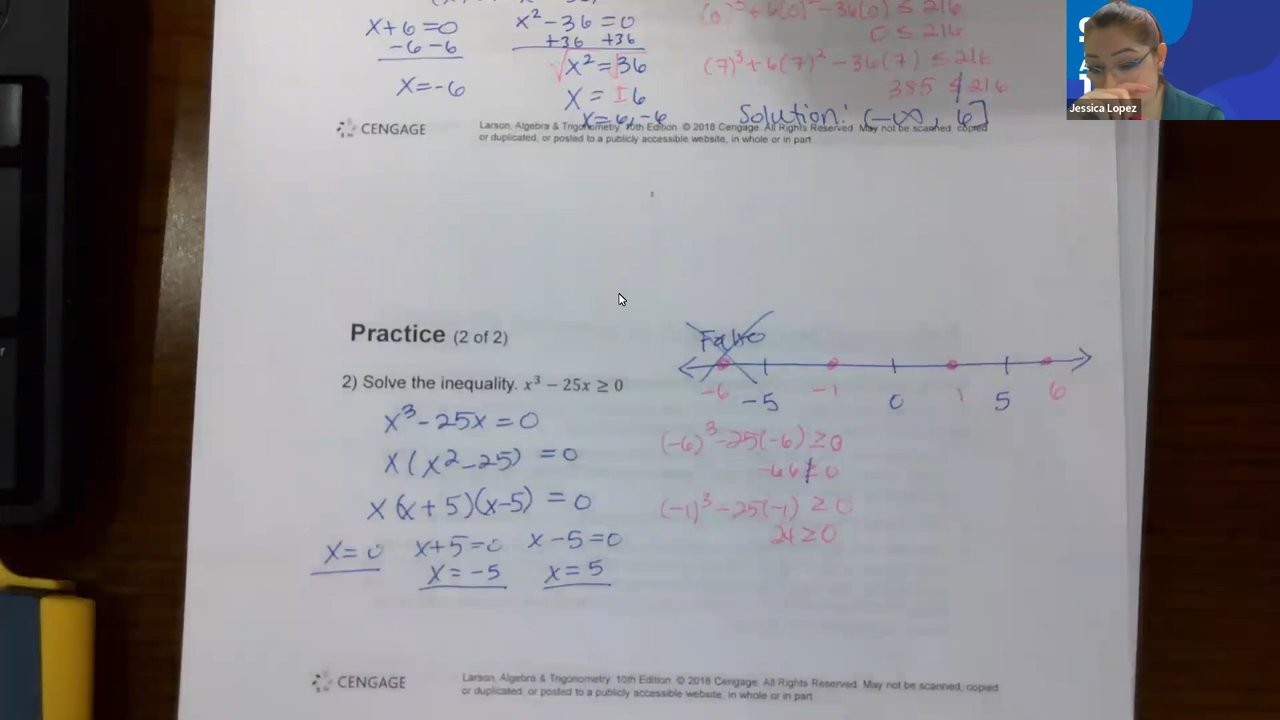 x+6=0
-6 -6
x=-6
x²-36=0
+36 +36
√x²=√36
x=±6
x=6,-6
(0)³+6(0)²-36(0)≤216
0≤216
(7)³+6(7)²-36(7)≤216
385≰216
Solution: (-∞, 6]
Jessica Lopez
CENGAGE
Larson, Algebra & Trigonometry, 10th Edition. © 2018 Cengage. All Rights Reserved. May not be scanned, copied
or duplicated, or posted to a publicly accessible website, in whole or in part.
Practice (2 of 2)
2) Solve the inequality. x³ − 25x ≥ 0
x³-25x=0
x(x²-25)=0
x(x+5)(x-5)=0
x=0
x+5=0
x=-5
x-5=0
x=5
False
-6 -5 -1 0 1 5 6
(-6)³-25(-6)≥0
-66≱0
(-1)³-25(-1)≥0
24≥0
CENGAGE
Larson, Algebra & Trigonometry, 10th Edition. © 2018 Cengage. All Rights Reserved. May not be scanned, copied
or duplicated, or posted to a publicly accessible website, in whole or in part.